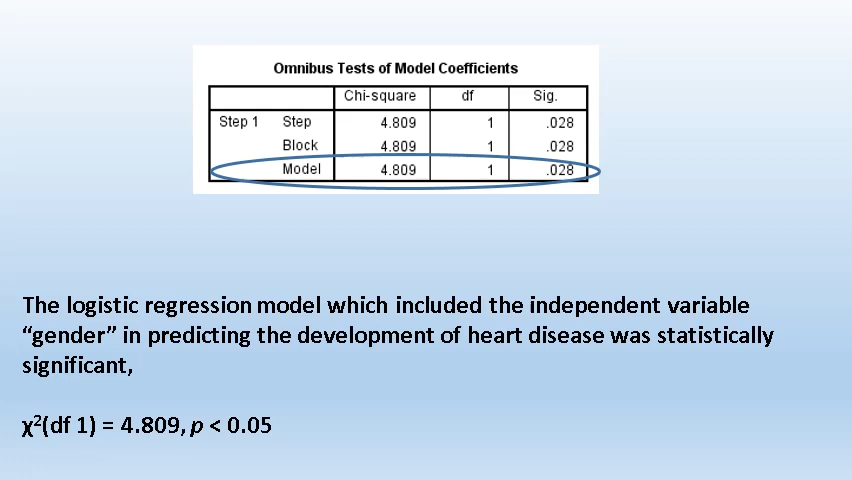 Omnibus Tests of Model Coefficients
Chi-square df Sig.
Step 1 Step 4.809 1 .028
Block 4.809 1 .028
Model 4.809 1 .028
The logistic regression model which included the independent variable
“gender” in predicting the development of heart disease was statistically
significant,
χ²(df 1) = 4.809, p < 0.05